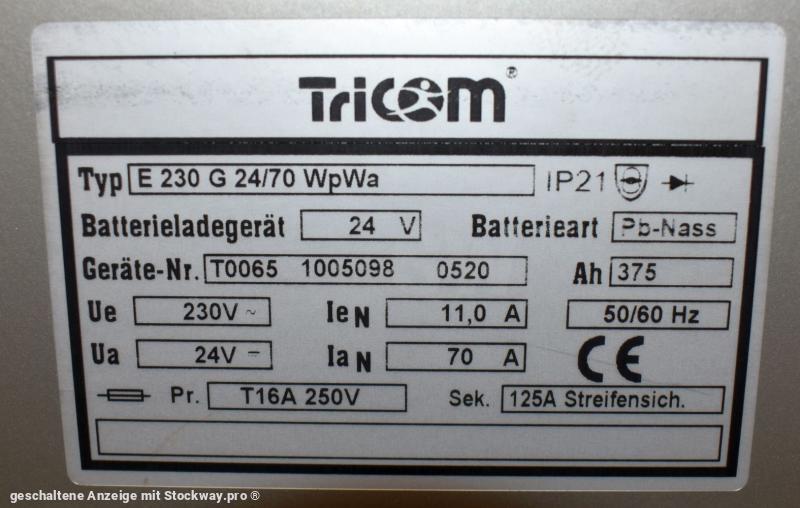 TriCOM®
Typ E 230 G 24/70 WpWa IP21
Batterieladegerät 24 V Batterieart Pb-Nass
Geräte-Nr. T0065 1005098 0520 Ah 375
Ue 230V ~ Ie N 11,0 A 50/60 Hz
Ua 24V Ia N 70 A CE
Pr. T16A 250V Sek. 125A Streifensich.
geschaltene Anzeige mit Stockway.pro ®